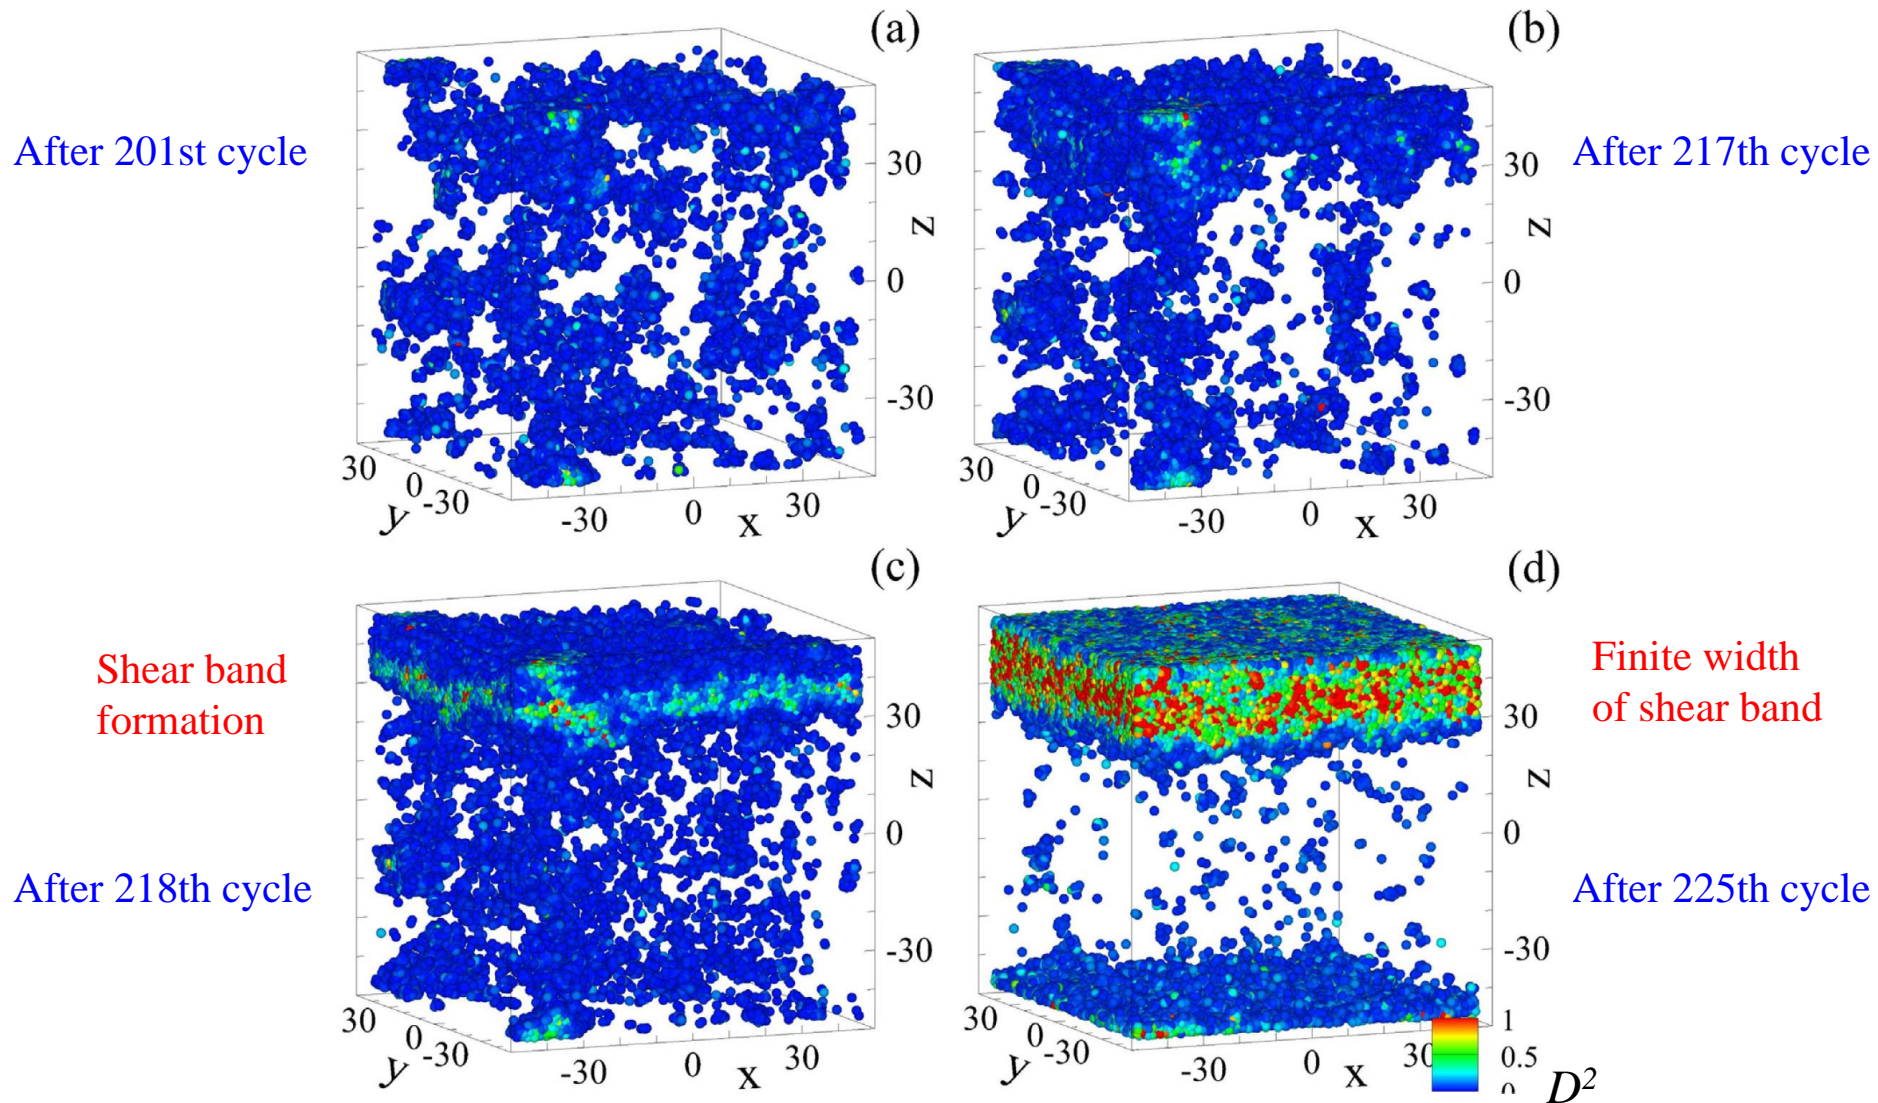 (a)
(b)
After 201st cycle
After 217th cycle
30
z
0
-30
30
z
0
-30
30
0
-30
y
-30
0
x
30
30
0
-30
y
-30
0
x
30
(c)
(d)
Shear band
formation
Finite width
of shear band
30
z
0
-30
30
z
0
-30
After 218th cycle
After 225th cycle
30
0
-30
y
-30
0
x
30
30
0
-30
y
-30
0
x
30
1
0.5
0
D²